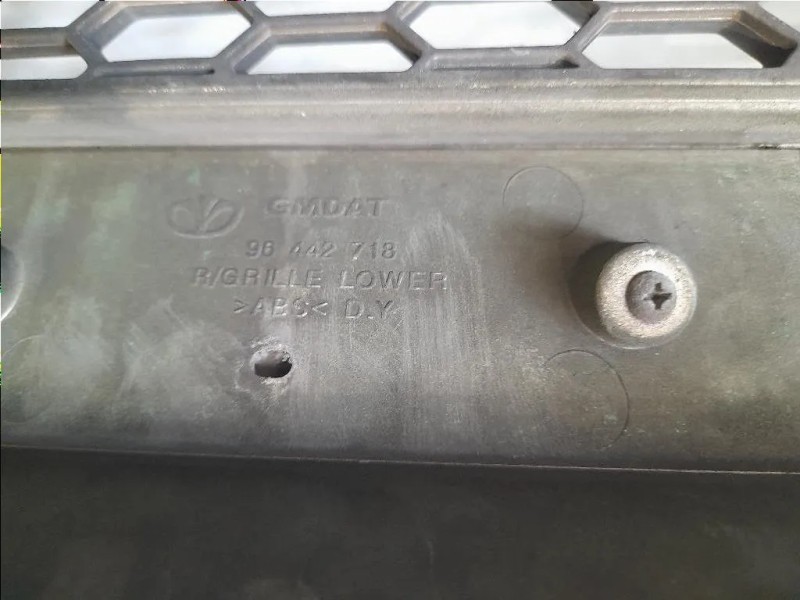 GMDAT
96 442 718
R/GRILLE LOWER
>ABS< D.Y